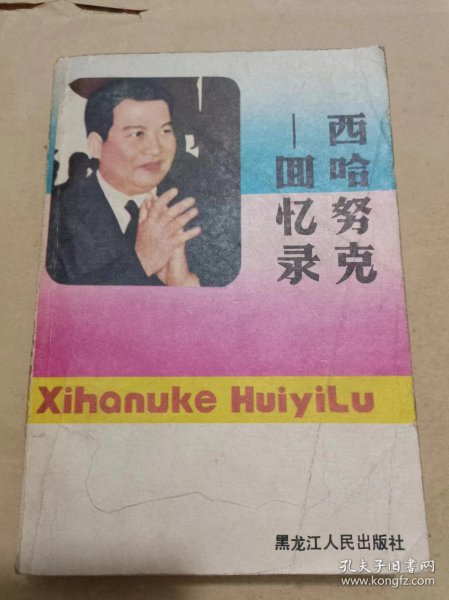 西哈努克
—回忆录
Xihanuke HuiyiLu
黑龙江人民出版社
孔夫子旧书网
www.kongfz.com